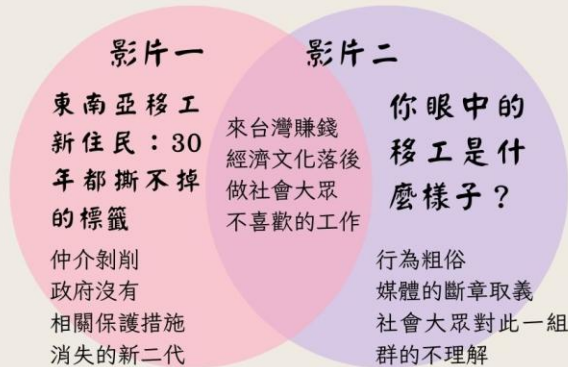 影片一
東南亞移工
新住民：30
年都撕不掉
的標籤
仲介剝削
政府沒有
相關保護措施
消失的新二代
來台灣賺錢
經濟文化落後
做社會大眾
不喜歡的工作
影片二
你眼中的
移工是什
麼樣子？
行為粗俗
媒體的斷章取義
社會大眾對此一組
群的不理解